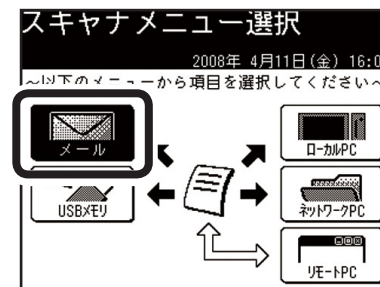 スキャナメニュー選択
2008年 4月11日(金) 16:0
～以下のメニューから項目を選択してください～
メール
ローカルPC
USBメモリ
ネットワークPC
リモートPC